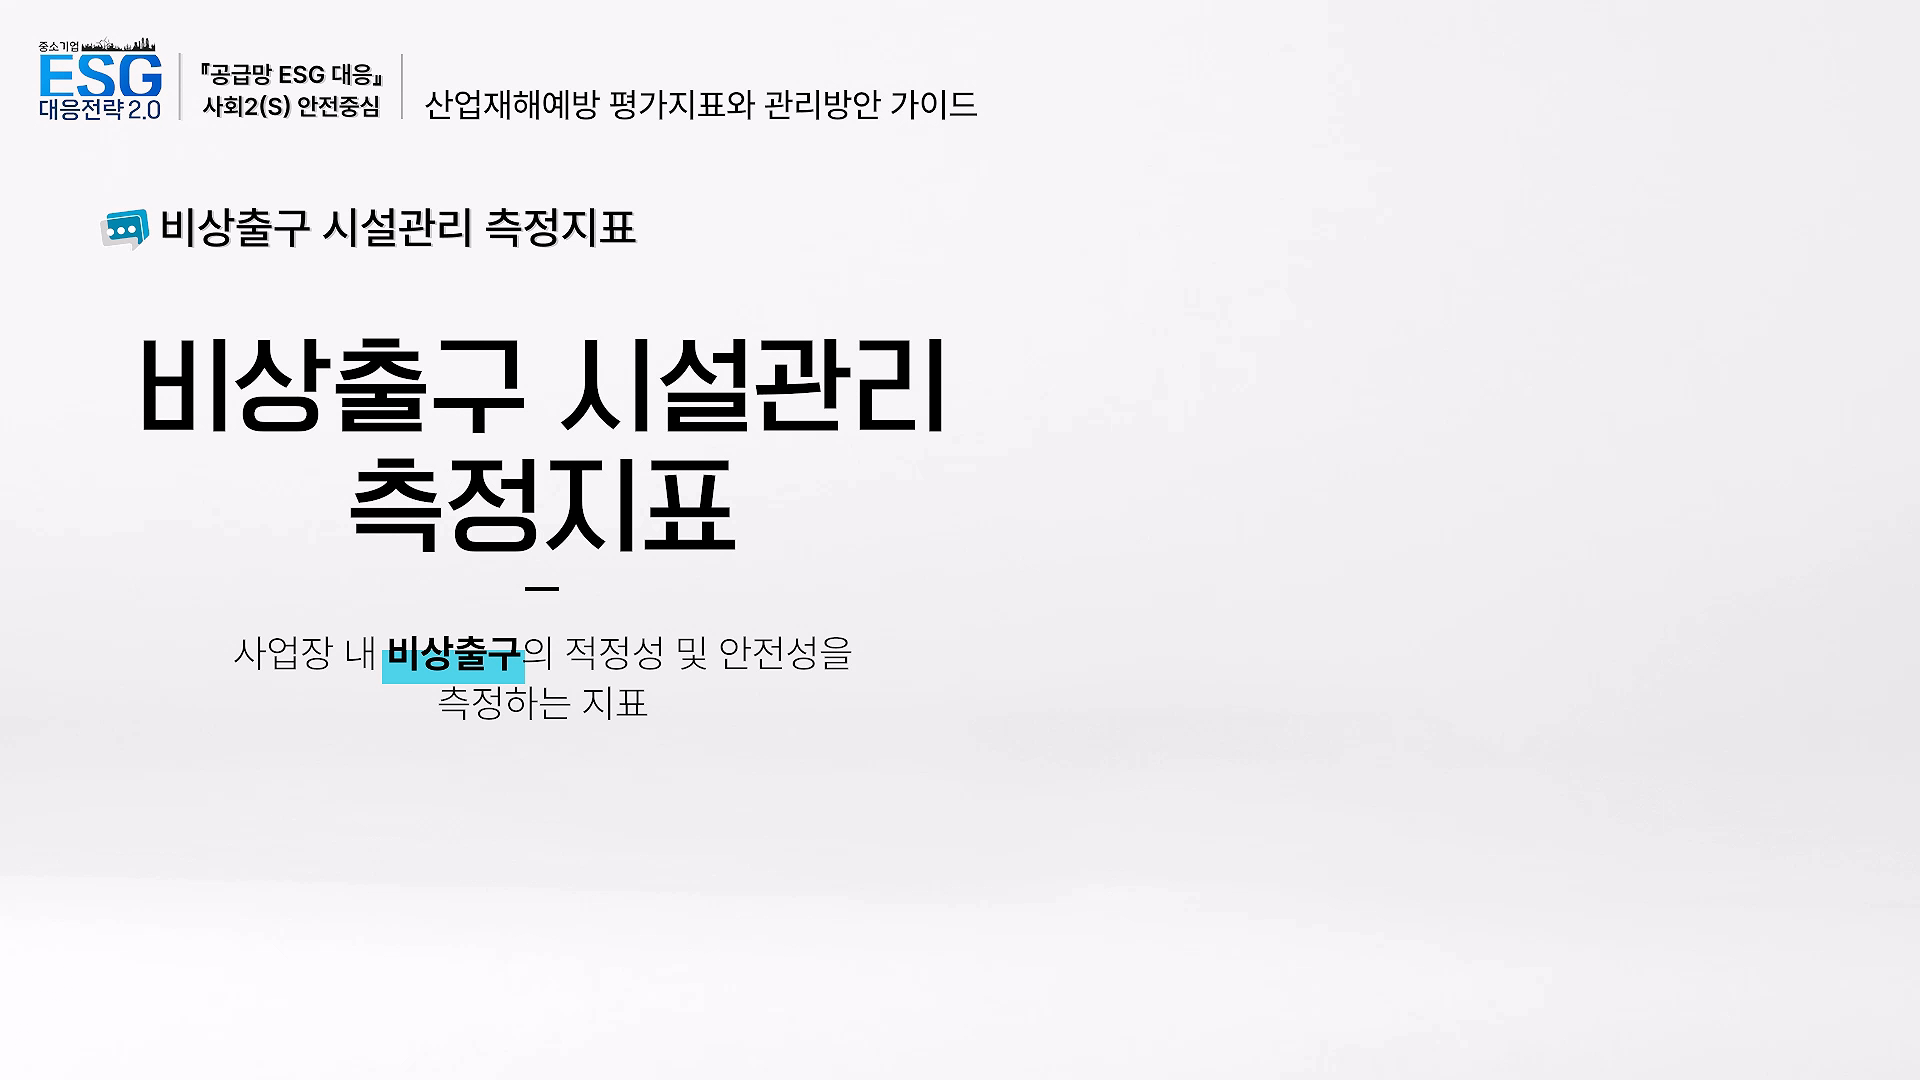 중소기업
ESG
대응전략 2.0
『공급망 ESG 대응』
사회2(S) 안전중심
산업재해예방 평가지표와 관리방안 가이드
비상출구 시설관리 측정지표
비상출구 시설관리
측정지표
사업장 내 비상출구의 적정성 및 안전성을
측정하는 지표